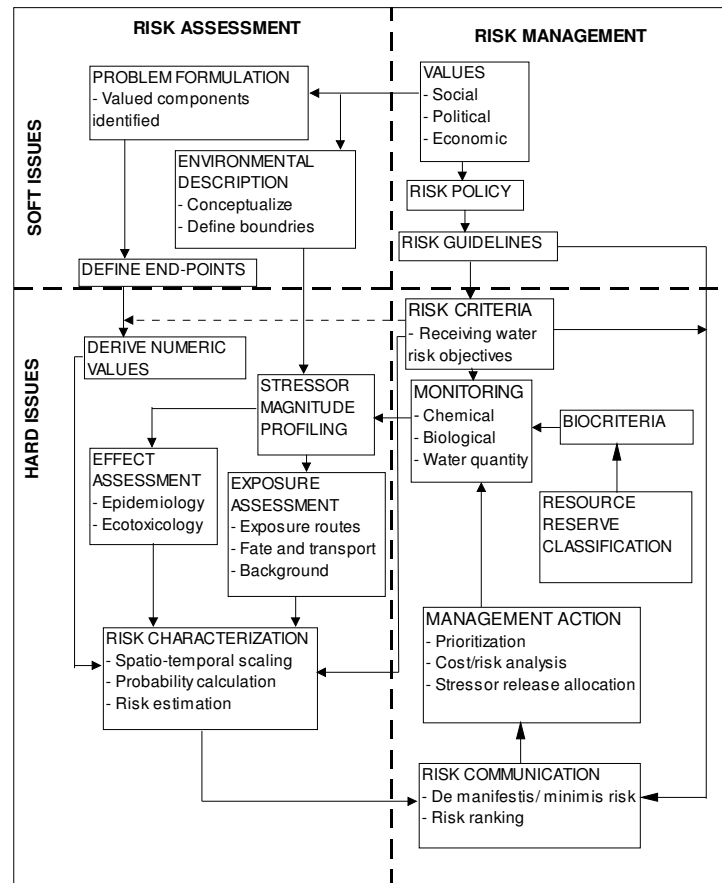 RISK ASSESSMENT
RISK MANAGEMENT
SOFT ISSUES
PROBLEM FORMULATION
- Valued components
identified
VALUES
- Social
- Political
- Economic
ENVIRONMENTAL
DESCRIPTION
- Conceptualize
- Define boundries
RISK POLICY
RISK GUIDELINES
DEFINE END-POINTS
HARD ISSUES
RISK CRITERIA
- Receiving water
risk objectives
DERIVE NUMERIC
VALUES
STRESSOR
MAGNITUDE
PROFILING
MONITORING
- Chemical
- Biological
- Water quantity
BIOCRITERIA
EFFECT
ASSESSMENT
- Epidemiology
- Ecotoxicology
EXPOSURE
ASSESSMENT
- Exposure routes
- Fate and transport
- Background
RESOURCE
RESERVE
CLASSIFICATION
RISK CHARACTERIZATION
- Spatio-temporal scaling
- Probability calculation
- Risk estimation
MANAGEMENT ACTION
- Prioritization
- Cost/risk analysis
- Stressor release allocation
RISK COMMUNICATION
- De manifestis/ minimis risk
- Risk ranking